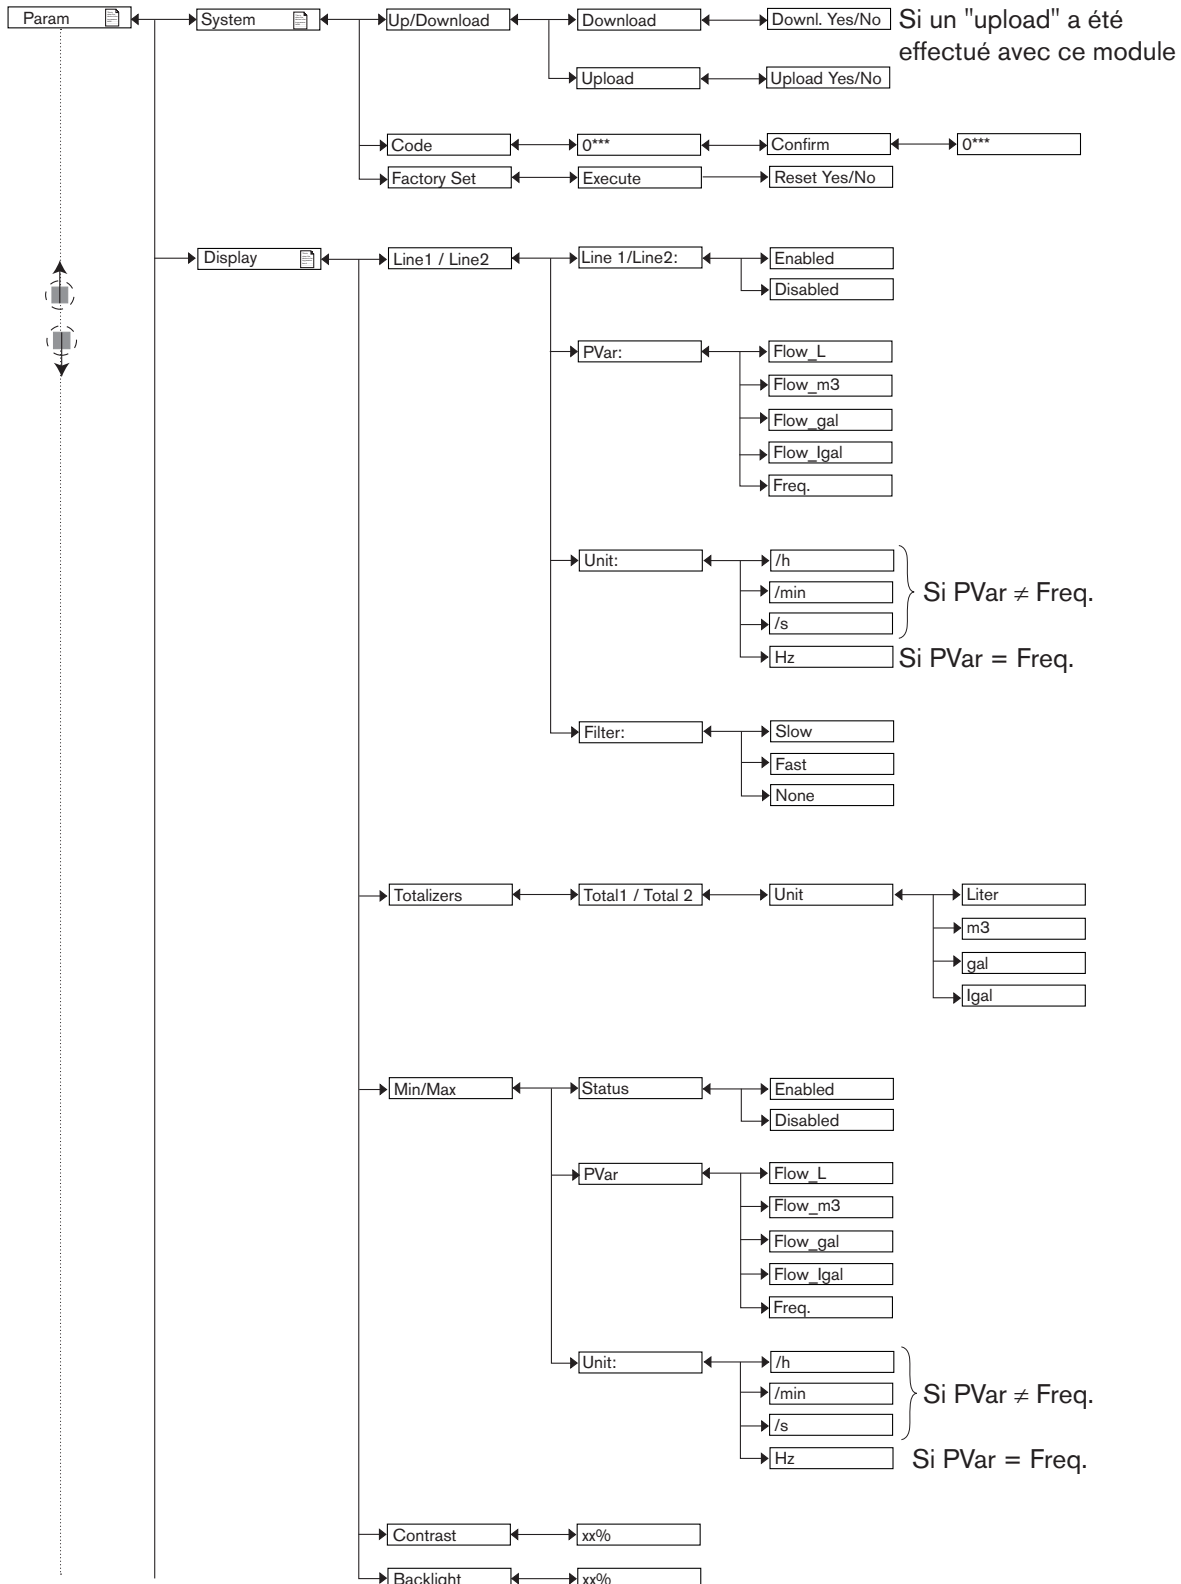 Param System Up/Download Download Downl. Yes/No Si un "upload" a été
effectué avec ce module
Upload Upload Yes/No
Code 0*** Confirm 0***
Factory Set Execute Reset Yes/No
Display Line1 / Line2 Line 1/Line2: Enabled
Disabled
PVar: Flow_L
Flow_m3
Flow_gal
Flow_Igal
Freq.
Unit: /h
/min Si PVar ≠ Freq.
/s
Hz Si PVar = Freq.
Filter: Slow
Fast
None
Totalizers Total1 / Total 2 Unit Liter
m3
gal
Igal
Min/Max Status Enabled
Disabled
PVar Flow_L
Flow_m3
Flow_gal
Flow_Igal
Freq.
Unit: /h
/min Si PVar ≠ Freq.
/s
Hz Si PVar = Freq.
Contrast xx%
Backlight xx%